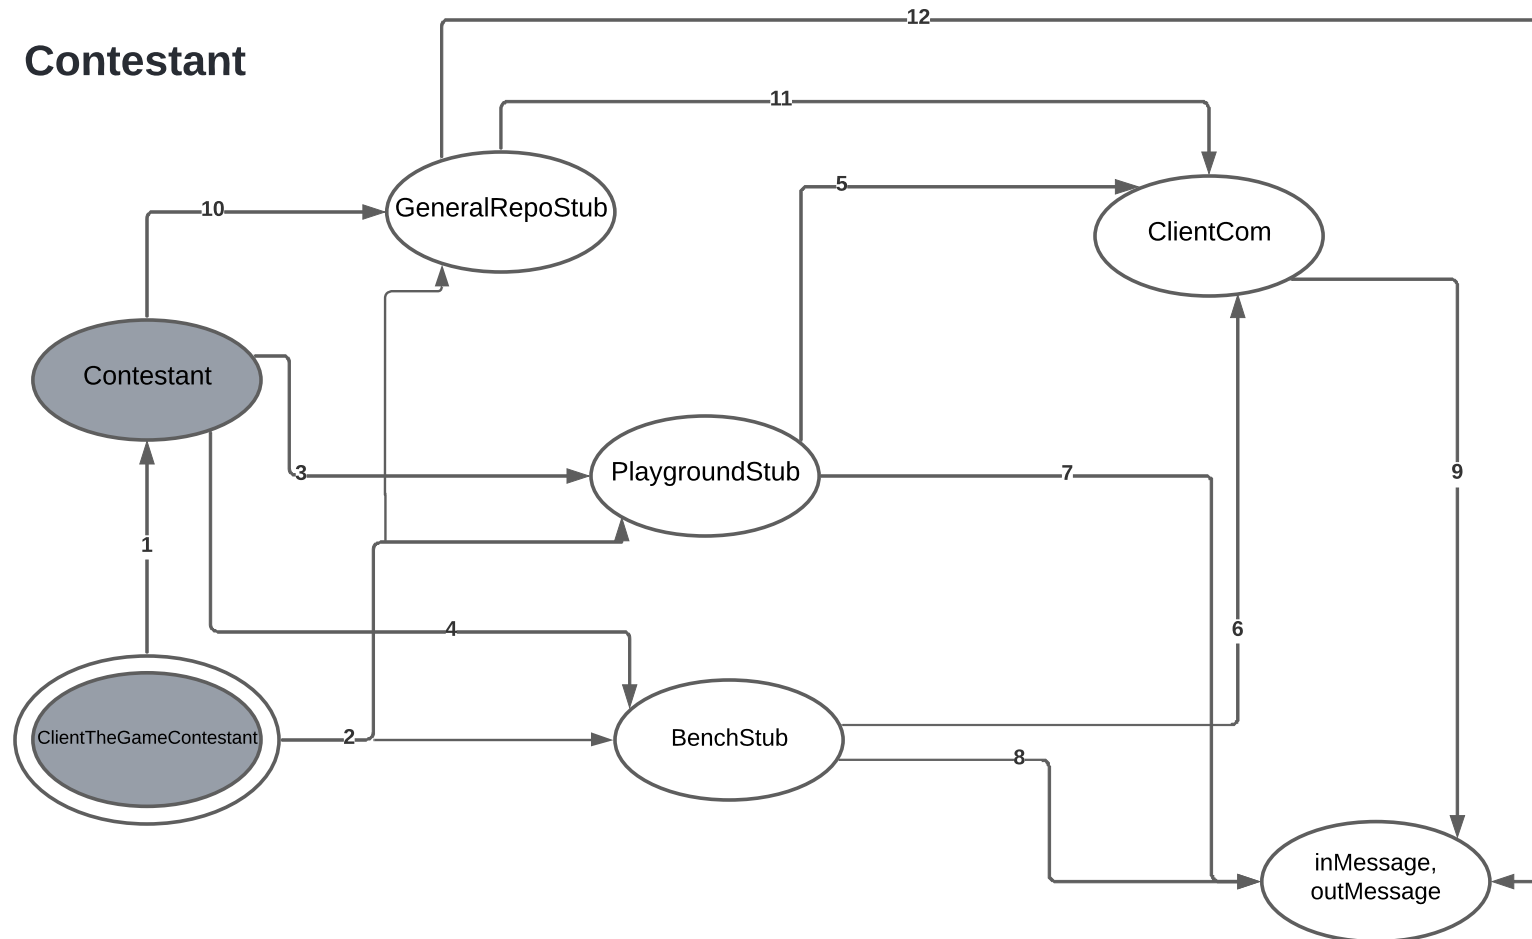 12
Contestant
11
5
10
GeneralRepoStub
ClientCom
Contestant
3
PlaygroundStub
7
9
1
4
6
ClientTheGameContestant
2
BenchStub
8
inMessage,
outMessage